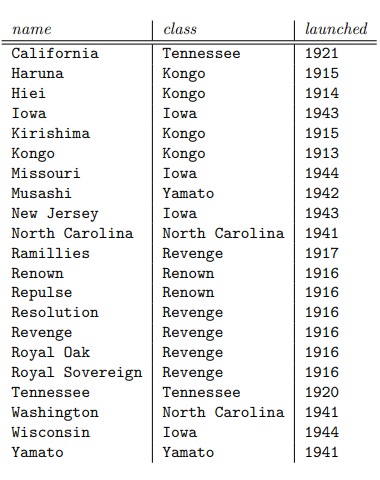 name class launched
California Tennessee 1921
Haruna Kongo 1915
Hiei Kongo 1914
Iowa Iowa 1943
Kirishima Kongo 1915
Kongo Kongo 1913
Missouri Iowa 1944
Musashi Yamato 1942
New Jersey Iowa 1943
North Carolina North Carolina 1941
Ramillies Revenge 1917
Renown Renown 1916
Repulse Renown 1916
Resolution Revenge 1916
Revenge Revenge 1916
Royal Oak Revenge 1916
Royal Sovereign Revenge 1916
Tennessee Tennessee 1920
Washington North Carolina 1941
Wisconsin Iowa 1944
Yamato Yamato 1941